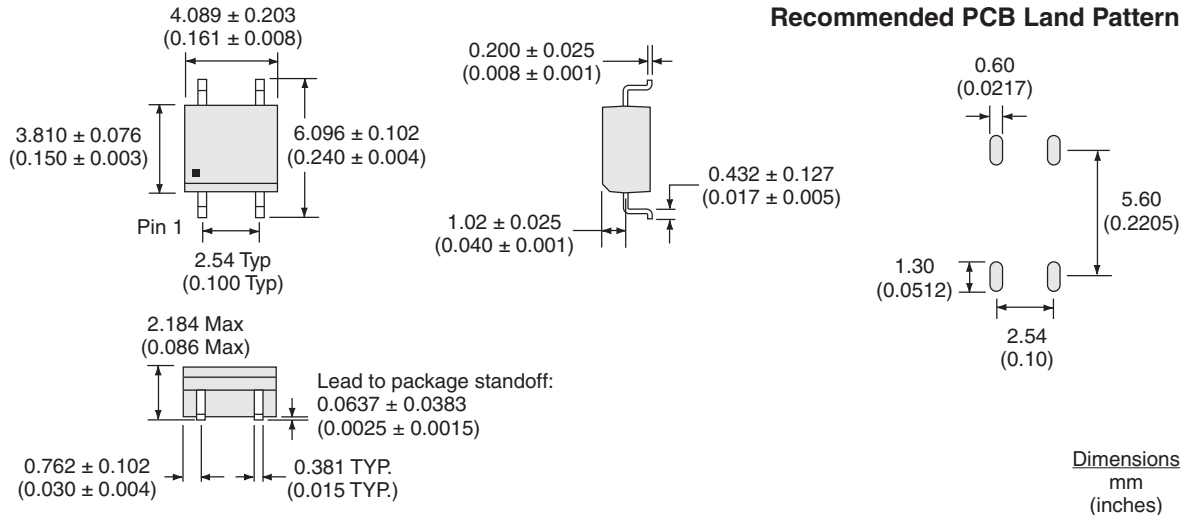 4.089 ± 0.203
(0.161 ± 0.008)
3.810 ± 0.076
(0.150 ± 0.003)
6.096 ± 0.102
(0.240 ± 0.004)
Pin 1
2.54 Typ
(0.100 Typ)
0.200 ± 0.025
(0.008 ± 0.001)
0.432 ± 0.127
(0.017 ± 0.005)
1.02 ± 0.025
(0.040 ± 0.001)
Recommended PCB Land Pattern
0.60
(0.0217)
5.60
(0.2205)
1.30
(0.0512)
2.54
(0.10)
2.184 Max
(0.086 Max)
Lead to package standoff:
0.0637 ± 0.0383
(0.0025 ± 0.0015)
0.762 ± 0.102
(0.030 ± 0.004)
0.381 TYP.
(0.015 TYP.)
Dimensions
mm
(inches)